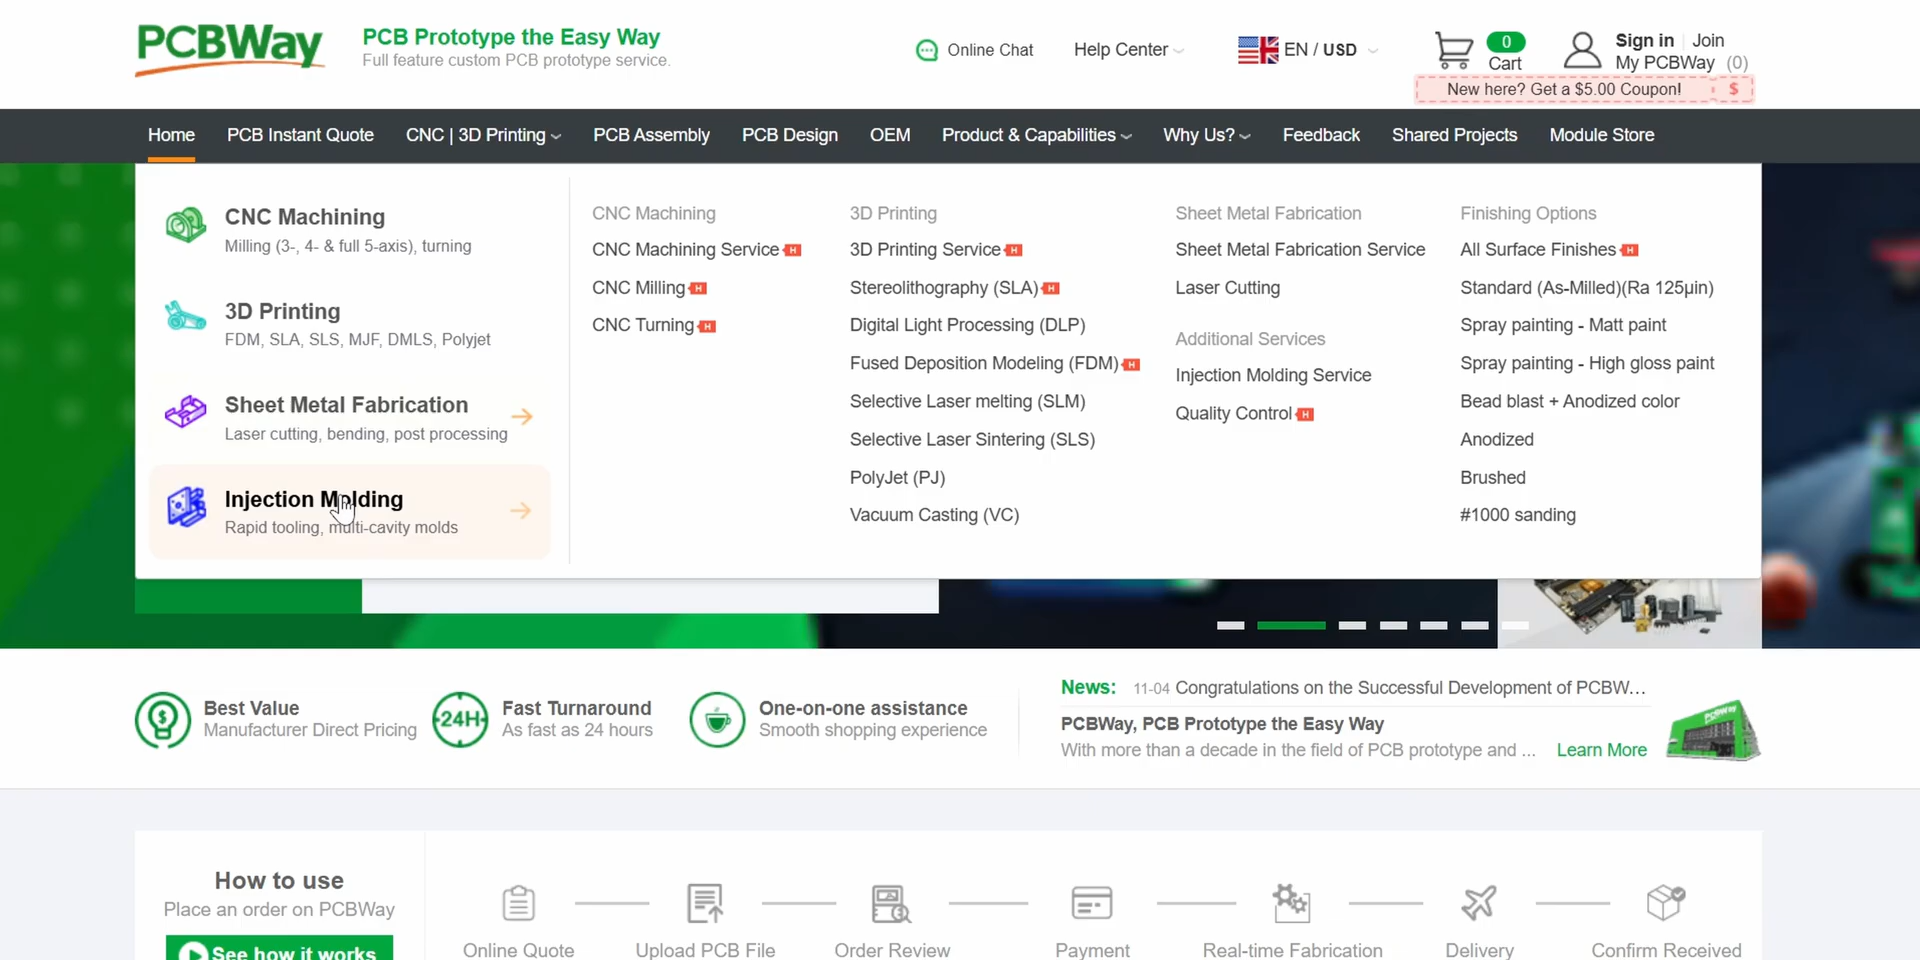 PCBWay
PCB Prototype the Easy Way
Full feature custom PCB prototype service.
Online Chat
Help Center
EN / USD
0
Cart
Sign in
Join
My PCBWay (0)
New here? Get a $5.00 Coupon!
$
Home
PCB Instant Quote
CNC | 3D Printing
PCB Assembly
PCB Design
OEM
Product & Capabilities
Why Us?
Feedback
Shared Projects
Module Store
CNC Machining
Milling (3-, 4- & full 5-axis), turning
3D Printing
FDM, SLA, SLS, MJF, DMLS, Polyjet
Sheet Metal Fabrication
Laser cutting, bending, post processing
Injection Molding
Rapid tooling, multi-cavity molds
CNC Machining
CNC Machining Service H
CNC Milling H
CNC Turning H
3D Printing
3D Printing Service H
Stereolithography (SLA) H
Digital Light Processing (DLP)
Fused Deposition Modeling (FDM) H
Selective Laser melting (SLM)
Selective Laser Sintering (SLS)
PolyJet (PJ)
Vacuum Casting (VC)
Sheet Metal Fabrication
Sheet Metal Fabrication Service
Laser Cutting
Additional Services
Injection Molding Service
Quality Control H
Finishing Options
All Surface Finishes H
Standard (As-Milled)(Ra 125µin)
Spray painting - Matt paint
Spray painting - High gloss paint
Bead blast + Anodized color
Anodized
Brushed
#1000 sanding
$
Best Value
Manufacturer Direct Pricing
24H
Fast Turnaround
As fast as 24 hours
One-on-one assistance
Smooth shopping experience
News:
11-04 Congratulations on the Successful Development of PCBW...
PCBWay, PCB Prototype the Easy Way
With more than a decade in the field of PCB prototype and ...
Learn More
PCBWay
How to use
Place an order on PCBWay
See how it works
Online Quote
Upload PCB File
Order Review
Payment
Real-time Fabrication
Delivery
Confirm Received